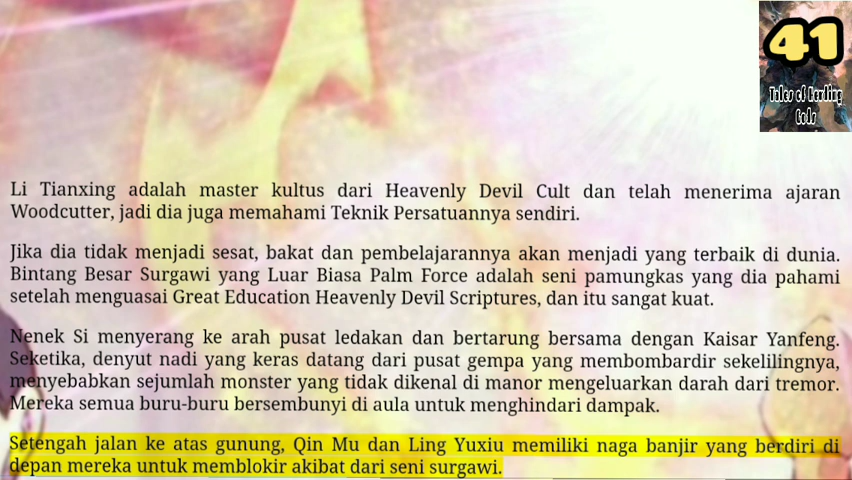 41
Tales of Herding
Gods
Li Tianxing adalah master kultus dari Heavenly Devil Cult dan telah menerima ajaran
Woodcutter, jadi dia juga memahami Teknik Persatuannya sendiri.
Jika dia tidak menjadi sesat, bakat dan pembelajarannya akan menjadi yang terbaik di dunia.
Bintang Besar Surgawi yang Luar Biasa Palm Force adalah seni pamungkas yang dia pahami
setelah menguasai Great Education Heavenly Devil Scriptures, dan itu sangat kuat.
Nenek Si menyerang ke arah pusat ledakan dan bertarung bersama dengan Kaisar Yanfeng.
Seketika, denyut nadi yang keras datang dari pusat gempa yang membombardir sekelilingnya,
menyebabkan sejumlah monster yang tidak dikenal di manor mengeluarkan darah dari tremor.
Mereka semua buru-buru bersembunyi di aula untuk menghindari dampak.
Setengah jalan ke atas gunung, Qin Mu dan Ling Yuxiu memiliki naga banjir yang berdiri di
depan mereka untuk memblokir akibat dari seni surgawi.